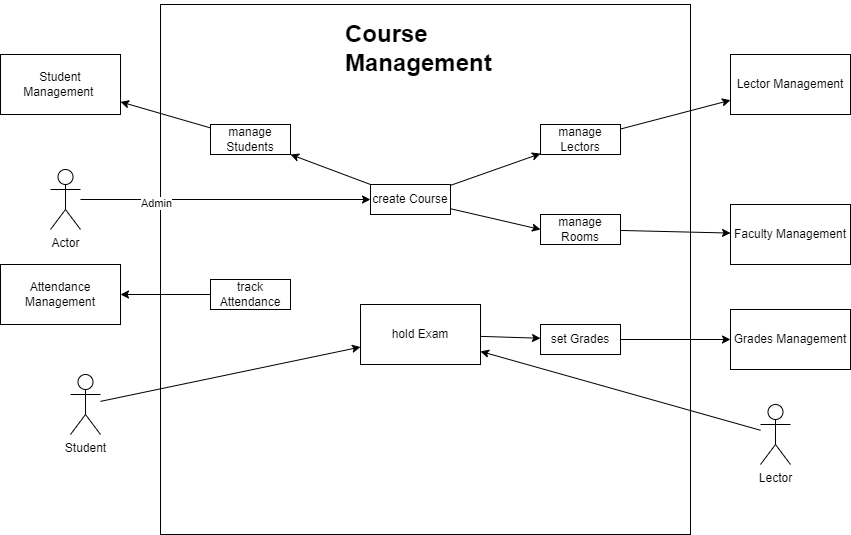 Course
Management
Student
Management
Lector Management
manage
Students
manage
Lectors
create Course
Admin
Actor
manage
Rooms
Faculty Management
Attendance
Management
track
Attendance
hold Exam
set Grades
Grades Management
Student
Lector